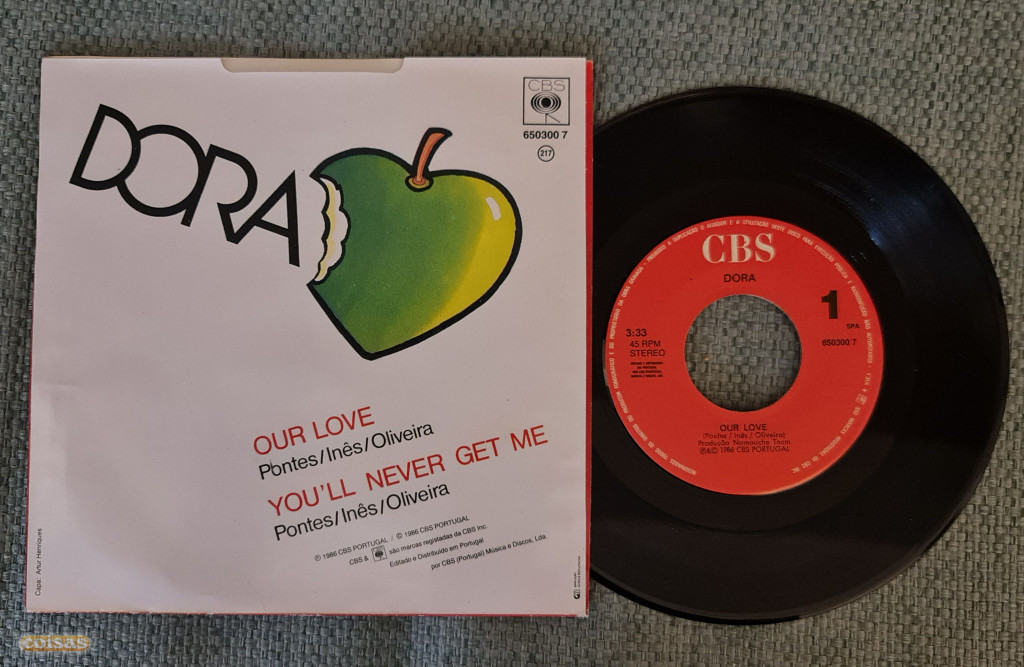 DORA
CBS
650300 7
217
OUR LOVE
Pontes/Inês/Oliveira
YOU'LL NEVER GET ME
Pontes/Inês/Oliveira
℗ 1986 CBS PORTUGAL / © 1986 CBS PORTUGAL
CBS & são marcas registadas da CBS Inc.
Editado e Distribuído em Portugal
por CBS (Portugal) Música e Discos, Lda.
Capa: Artur Henriques
CBS
DORA
1
3:33
45 RPM
STEREO
SPA
650300 7
OUR LOVE
(Pontes / Inês / Oliveira)
Produção Namouche Thom
℗&© 1986 CBS PORTUGAL
coisas